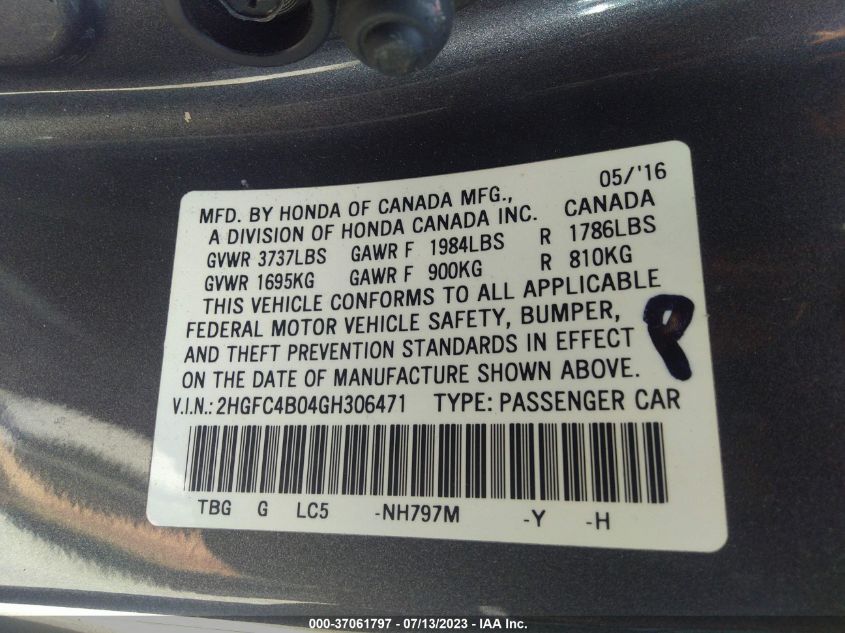 05/'16
MFD. BY HONDA OF CANADA MFG., CANADA
A DIVISION OF HONDA CANADA INC.
GVWR 3737LBS GAWR F 1984LBS R 1786LBS
GVWR 1695KG GAWR F 900KG R 810KG
THIS VEHICLE CONFORMS TO ALL APPLICABLE
FEDERAL MOTOR VEHICLE SAFETY, BUMPER,
AND THEFT PREVENTION STANDARDS IN EFFECT
ON THE DATE OF MANUFACTURE SHOWN ABOVE.
P
V.I.N.: 2HGFC4B04GH306471 TYPE: PASSENGER CAR
TBG G LC5 -NH797M -Y -H
000-37061797 - 07/13/2023 - IAA Inc.